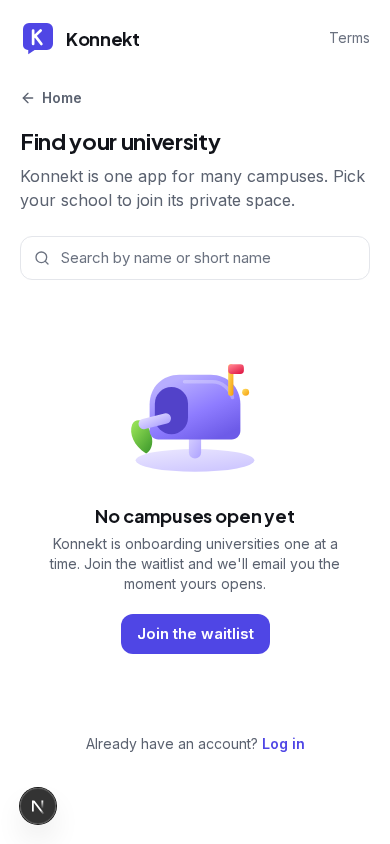 Konnekt
Terms
Home
Find your university
Konnekt is one app for many campuses. Pick
your school to join its private space.
Search by name or short name
No campuses open yet
Konnekt is onboarding universities one at a
time. Join the waitlist and we'll email you the
moment yours opens.
Join the waitlist
Already have an account? Log in
N